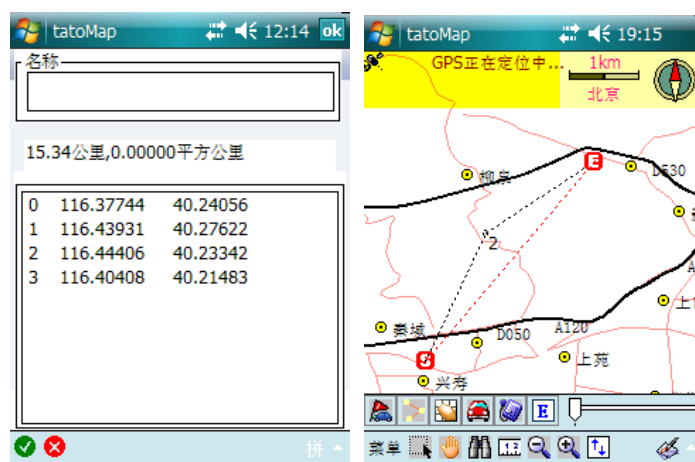 tatoMap 12:14 ok
名称
15.34公里,0.00000平方公里
0 116.37744 40.24056
1 116.43931 40.27622
2 116.44406 40.23342
3 116.40408 40.21483
拼
tatoMap 19:15
GPS正在定位中... 1km
北京
E
柳泉
D530
2
A120
D050
秦城
上苑
S
兴寿
E
菜单